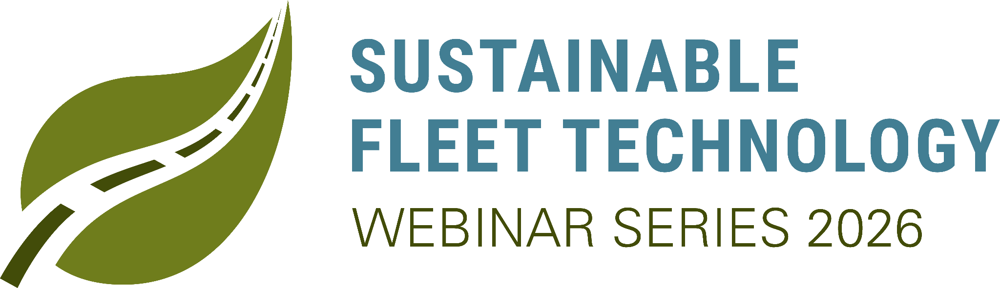 SUSTAINABLE
FLEET TECHNOLOGY
WEBINAR SERIES 2026